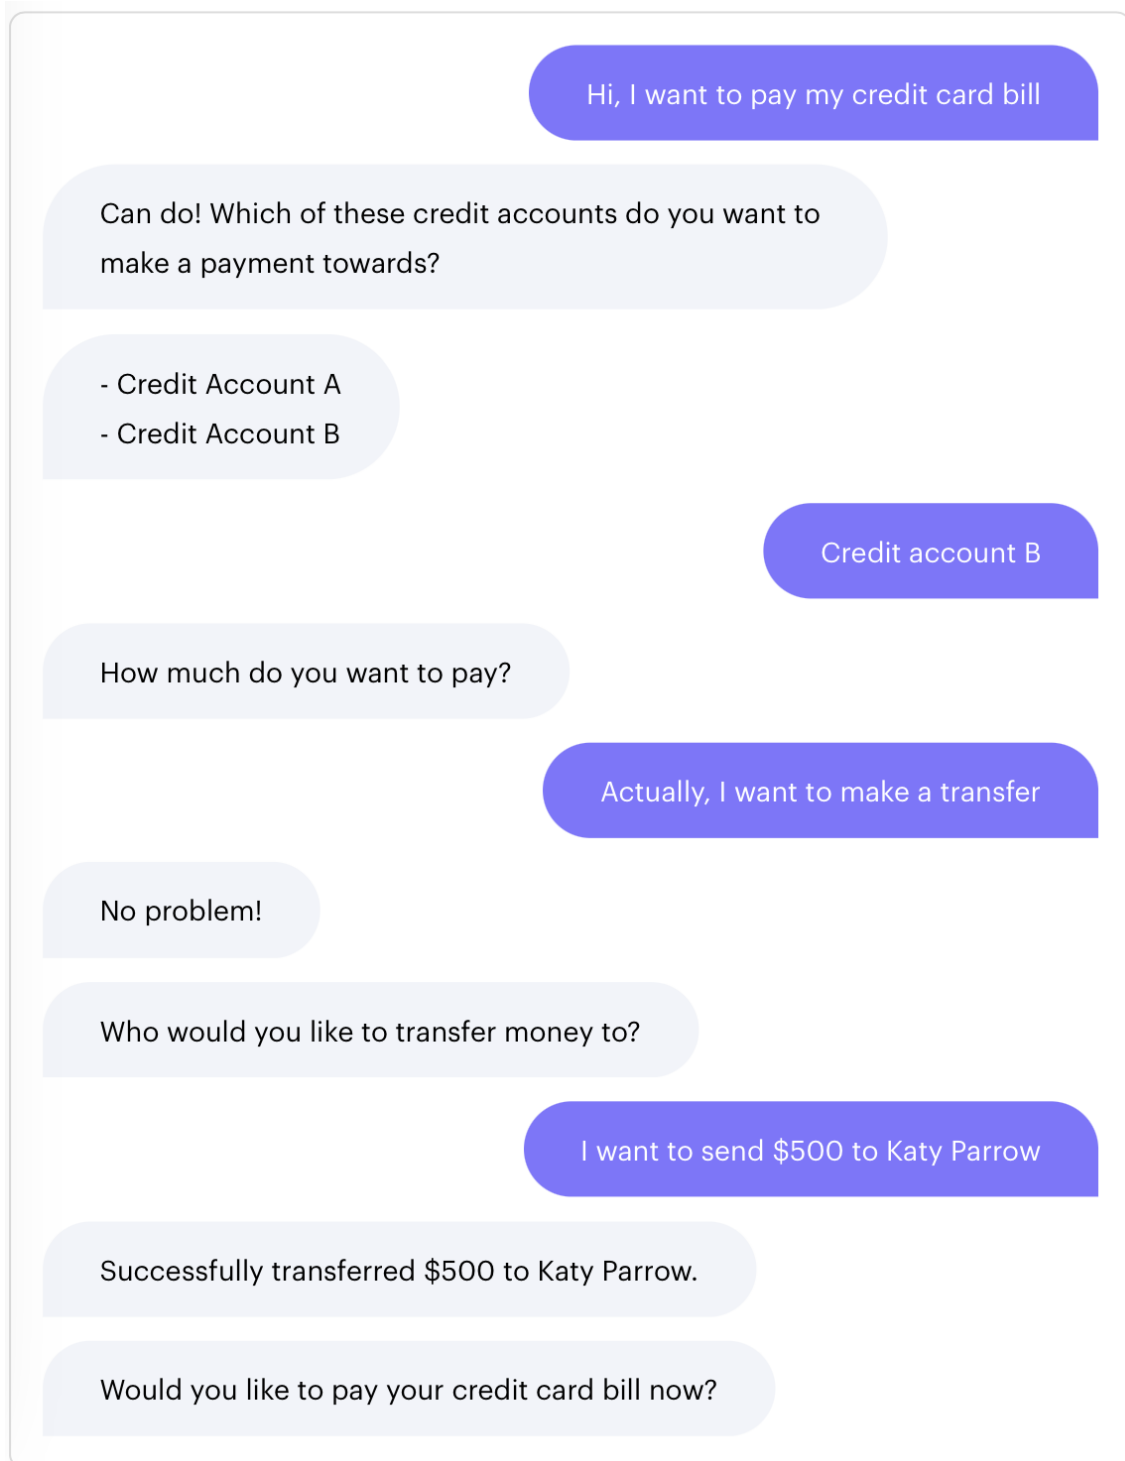 Hi, I want to pay my credit card bill
Can do! Which of these credit accounts do you want to
make a payment towards?
- Credit Account A
- Credit Account B
Credit account B
How much do you want to pay?
Actually, I want to make a transfer
No problem!
Who would you like to transfer money to?
I want to send $500 to Katy Parrow
Successfully transferred $500 to Katy Parrow.
Would you like to pay your credit card bill now?